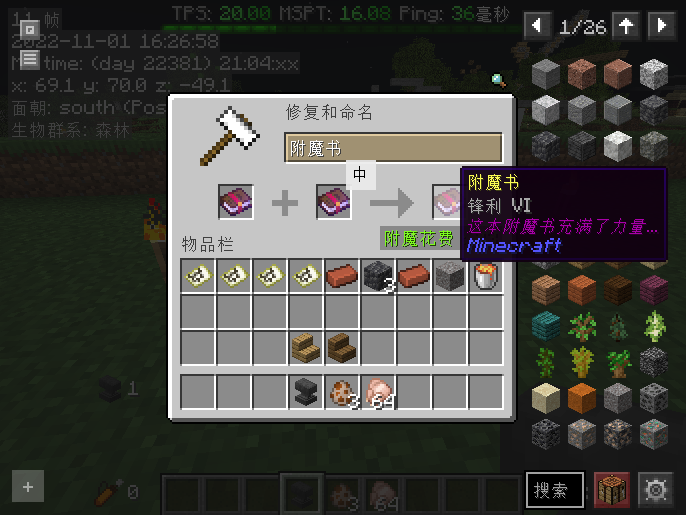 11 帧
TPS: 20.00 MSPT: 16.08 Ping: 36毫秒
1/26
2022-11-01 16:26:58
time: (day 22381) 21:04:xx
x: 69.1 y: 70.0 z: -49.1
面朝: south (Pos
生物群系: 森林
修复和命名
附魔书
中
附魔书
锋利 VI
这本附魔书充满了力量...
Minecraft
附魔花费
物品栏
3
3
64
1
0
3
64
搜索